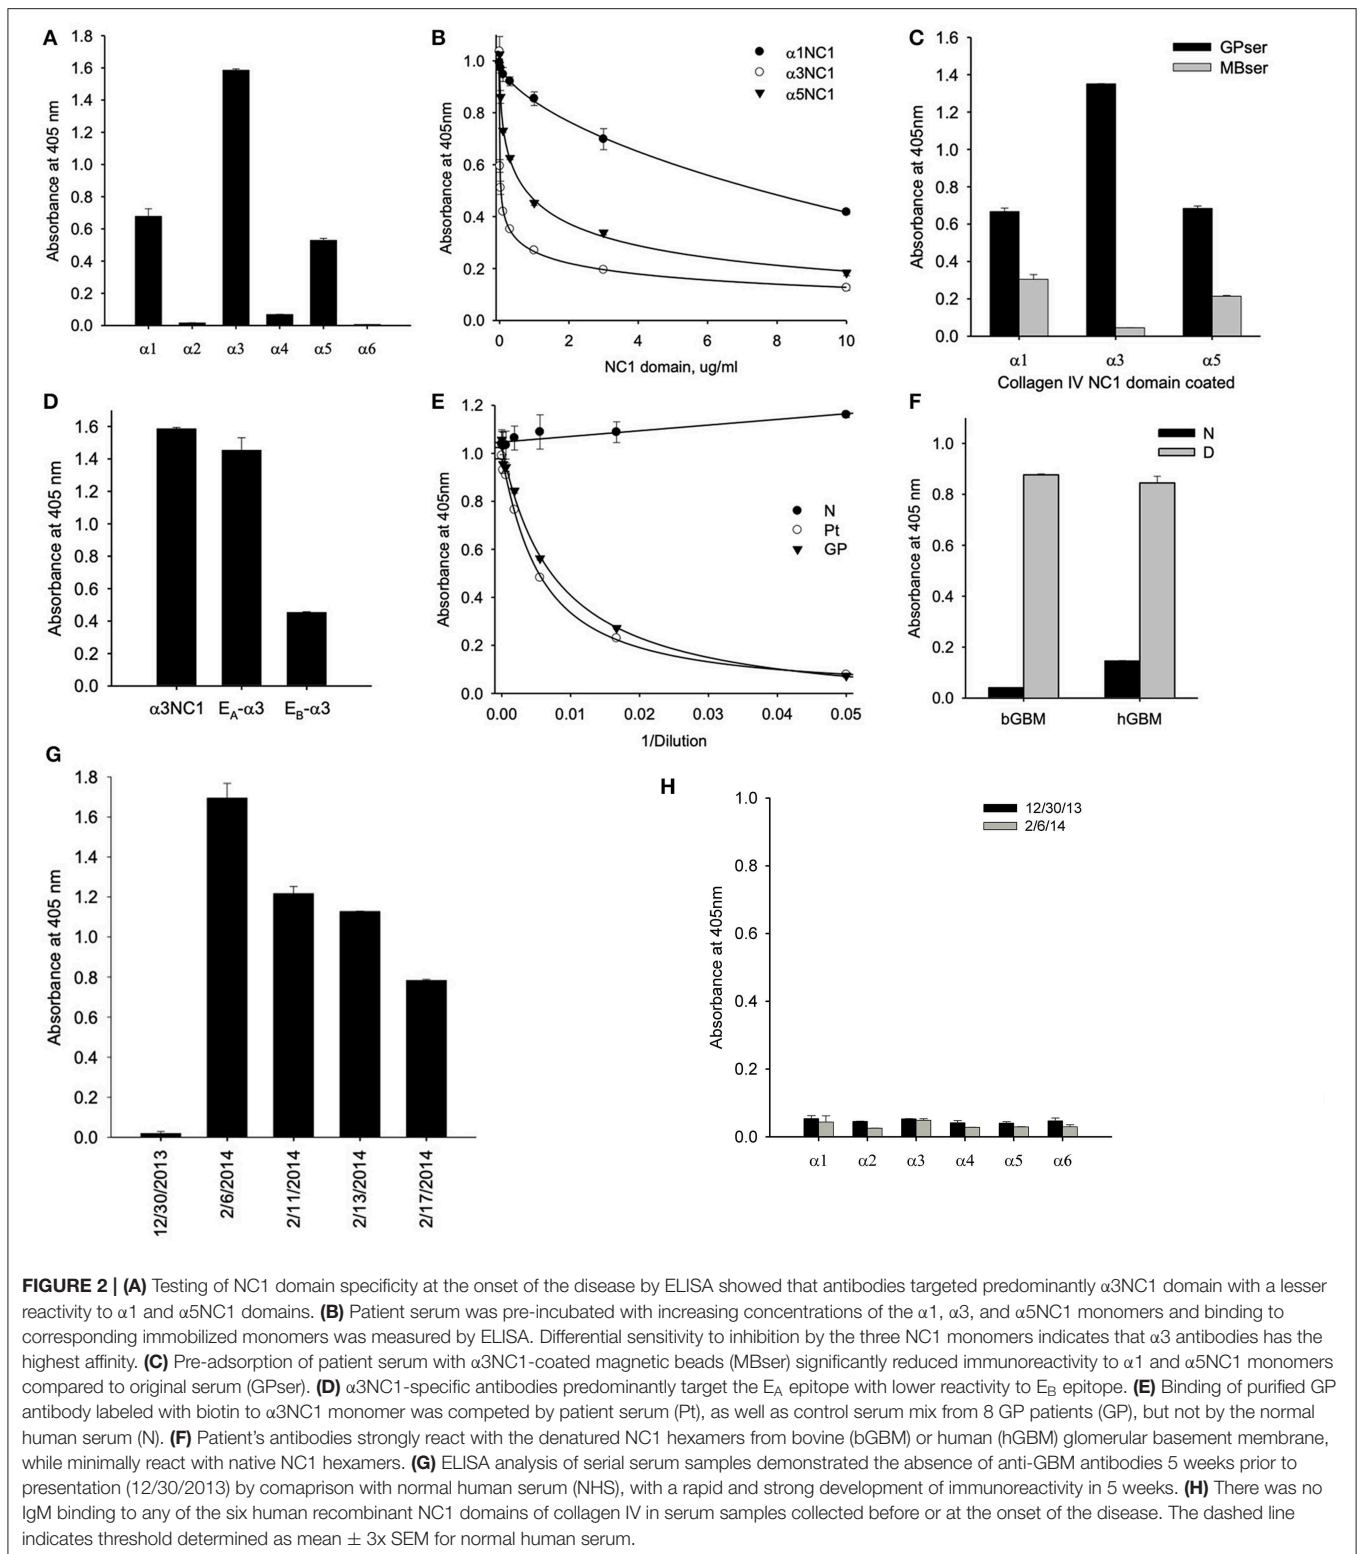 A
Absorbance at 405 nm
1.8
1.6
1.4
1.2
1.0
0.8
0.6
0.4
0.2
0.0
α1 α2 α3 α4 α5 α6
B
Absorbance at 405nm
1.0
0.8
0.6
0.4
0.2
0.0
0 2 4 6 8 10
NC1 domain, ug/ml
α1NC1
α3NC1
α5NC1
C
Absorbance at 405nm
1.6
1.4
1.2
1.0
0.8
0.6
0.4
0.2
0.0
α1 α3 α5
Collagen IV NC1 domain coated
GPser
MBser
D
Absorbance at 405 nm
1.6
1.4
1.2
1.0
0.8
0.6
0.4
0.2
0.0
α3NC1 EA-α3 EB-α3
E
Absorbance at 405nm
1.2
1.0
0.8
0.6
0.4
0.2
0.0
0.00 0.01 0.02 0.03 0.04 0.05
1/Dilution
N
Pt
GP
F
Absorbance at 405 nm
1.0
0.8
0.6
0.4
0.2
0.0
bGBM hGBM
N
D
G
Absorbance at 405 nm
1.8
1.6
1.4
1.2
1.0
0.8
0.6
0.4
0.2
0.0
12/30/2013
2/6/2014
2/11/2014
2/13/2014
2/17/2014
H
Absorbance at 405nm
1.0
0.8
0.6
0.4
0.2
0.0
α1 α2 α3 α4 α5 α6
12/30/13
2/6/14
FIGURE 2 | (A) Testing of NC1 domain specificity at the onset of the disease by ELISA showed that antibodies targeted predominantly α3NC1 domain with a lesser
reactivity to α1 and α5NC1 domains. (B) Patient serum was pre-incubated with increasing concentrations of the α1, α3, and α5NC1 monomers and binding to
corresponding immobilized monomers was measured by ELISA. Differential sensitivity to inhibition by the three NC1 monomers indicates that α3 antibodies has the
highest affinity. (C) Pre-adsorption of patient serum with α3NC1-coated magnetic beads (MBser) significantly reduced immunoreactivity to α1 and α5NC1 monomers
compared to original serum (GPser). (D) α3NC1-specific antibodies predominantly target the EA epitope with lower reactivity to EB epitope. (E) Binding of purified GP
antibody labeled with biotin to α3NC1 monomer was competed by patient serum (Pt), as well as control serum mix from 8 GP patients (GP), but not by the normal
human serum (N). (F) Patient's antibodies strongly react with the denatured NC1 hexamers from bovine (bGBM) or human (hGBM) glomerular basement membrane,
while minimally react with native NC1 hexamers. (G) ELISA analysis of serial serum samples demonstrated the absence of anti-GBM antibodies 5 weeks prior to
presentation (12/30/2013) by comaprison with normal human serum (NHS), with a rapid and strong development of immunoreactivity in 5 weeks. (H) There was no
IgM binding to any of the six human recombinant NC1 domains of collagen IV in serum samples collected before or at the onset of the disease. The dashed line
indicates threshold determined as mean ± 3x SEM for normal human serum.